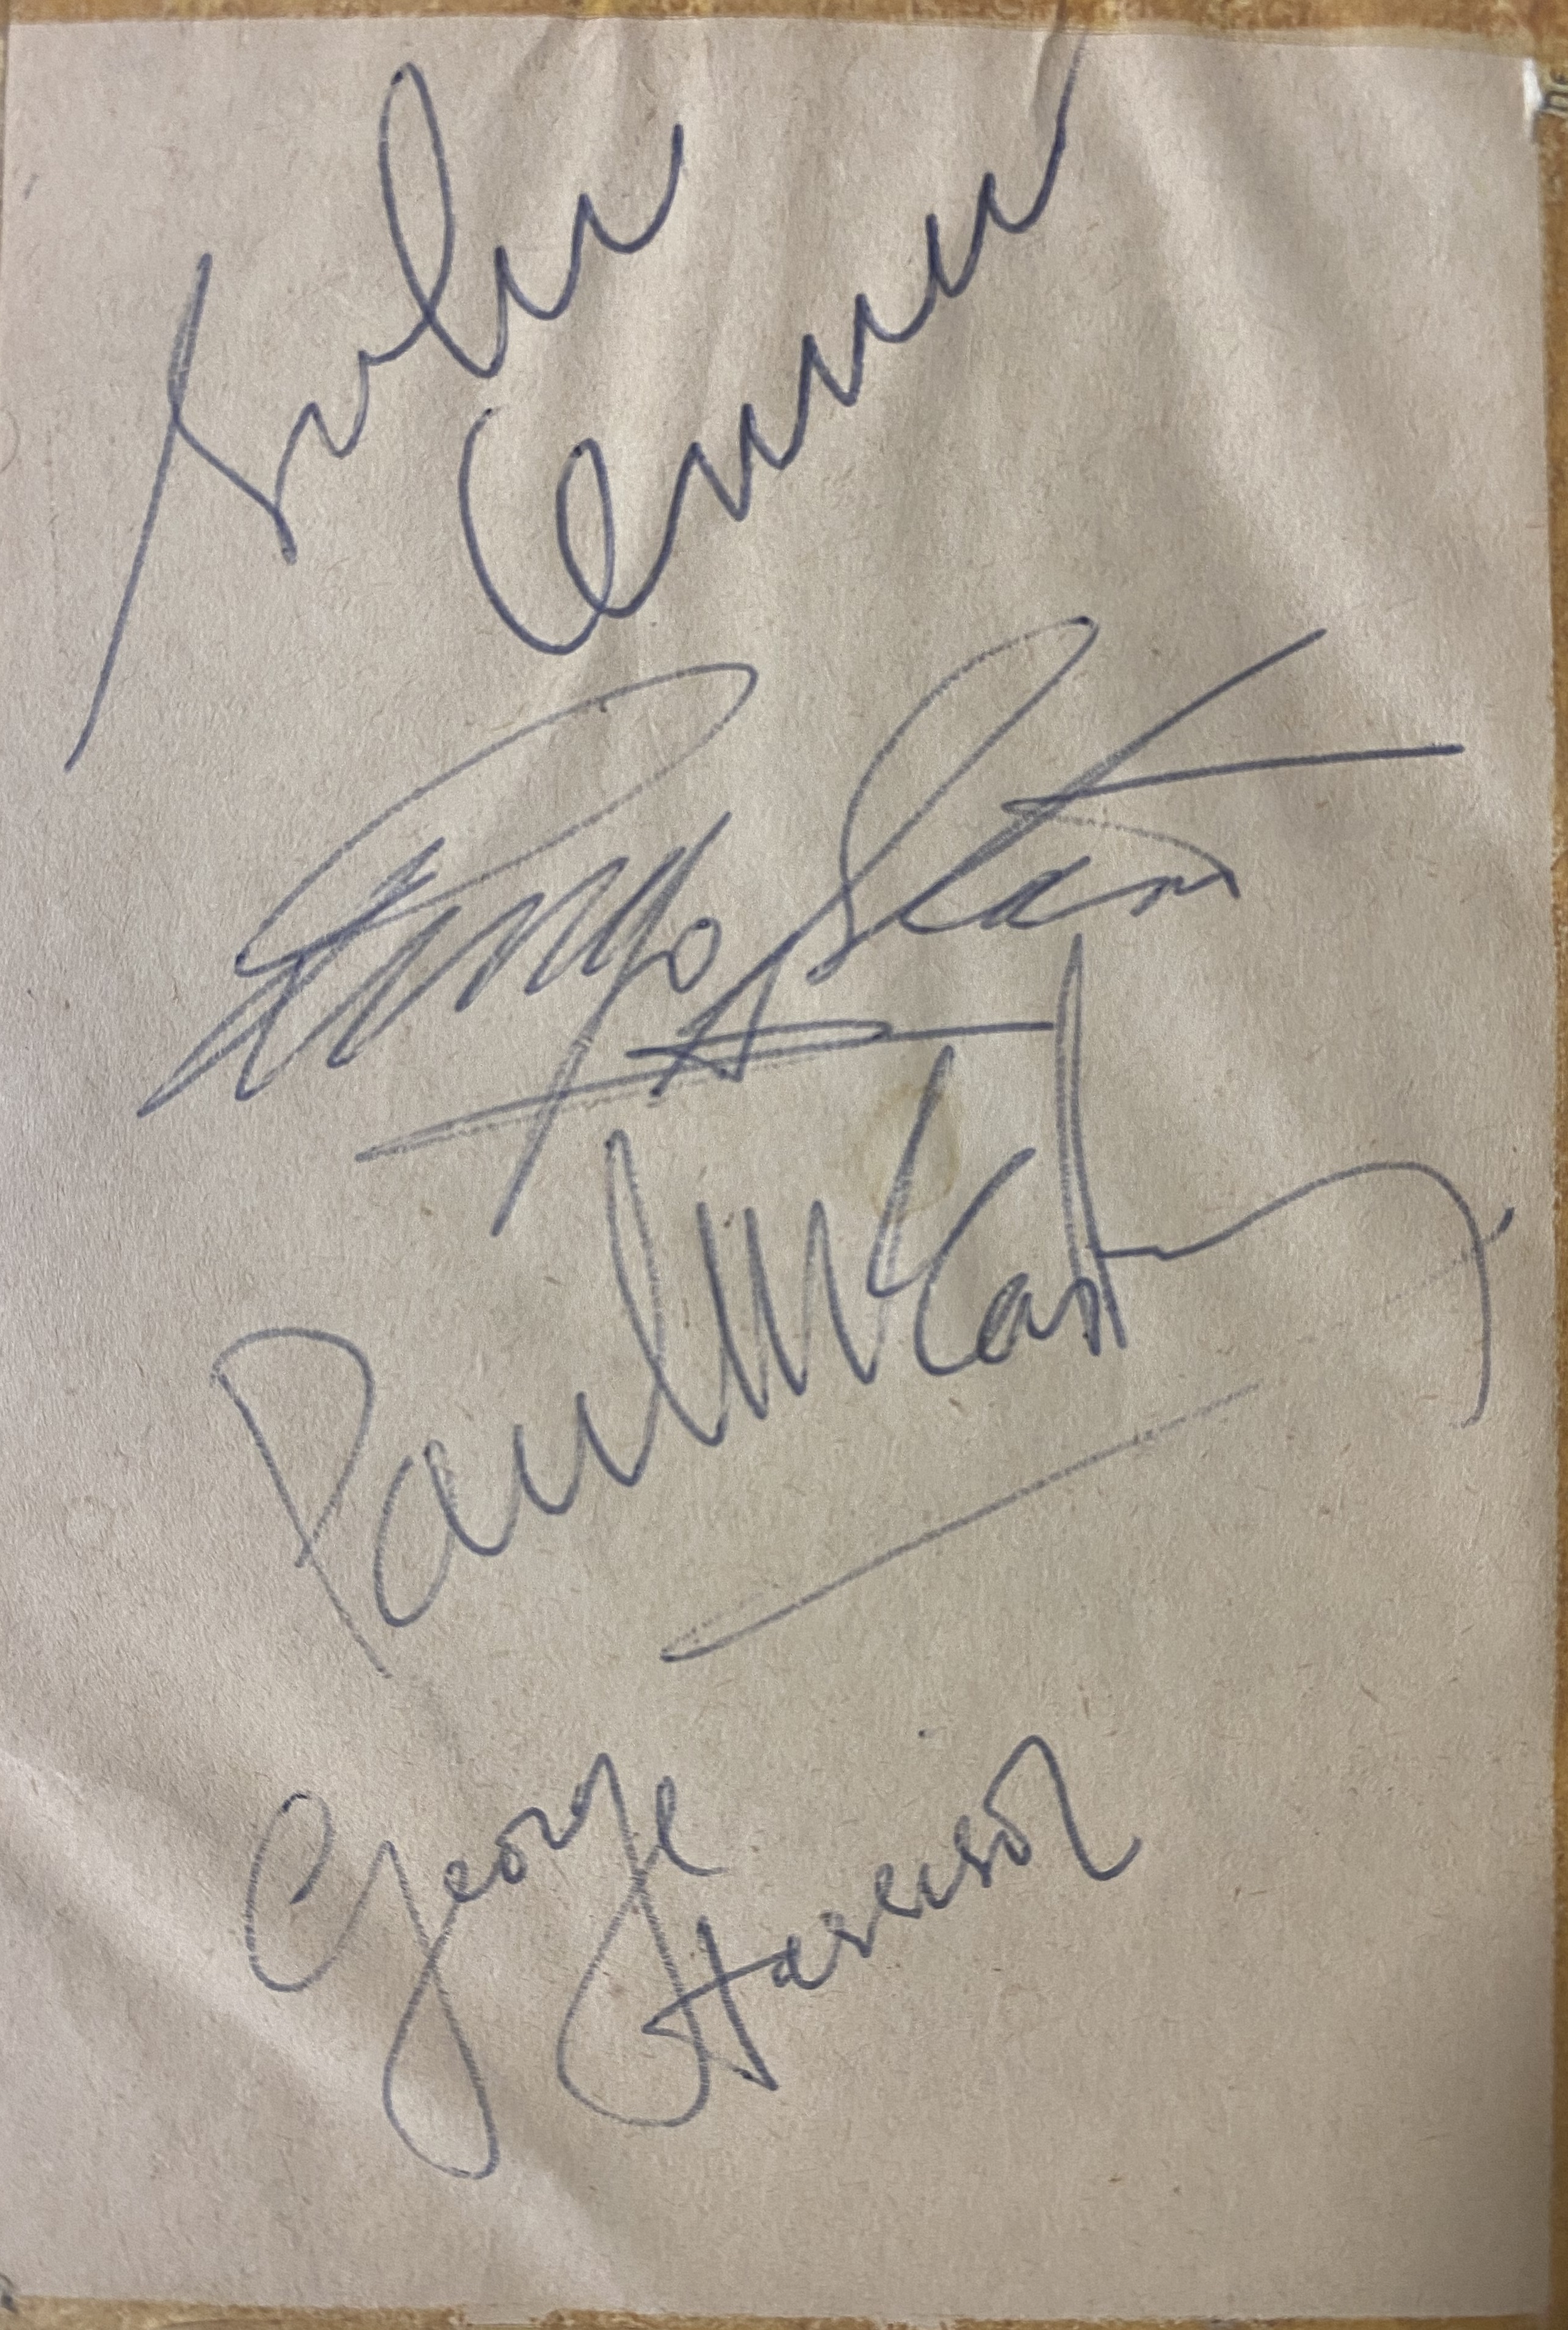 John
Lennon
Ringo Starr
Paul McCartney
George
Harrison